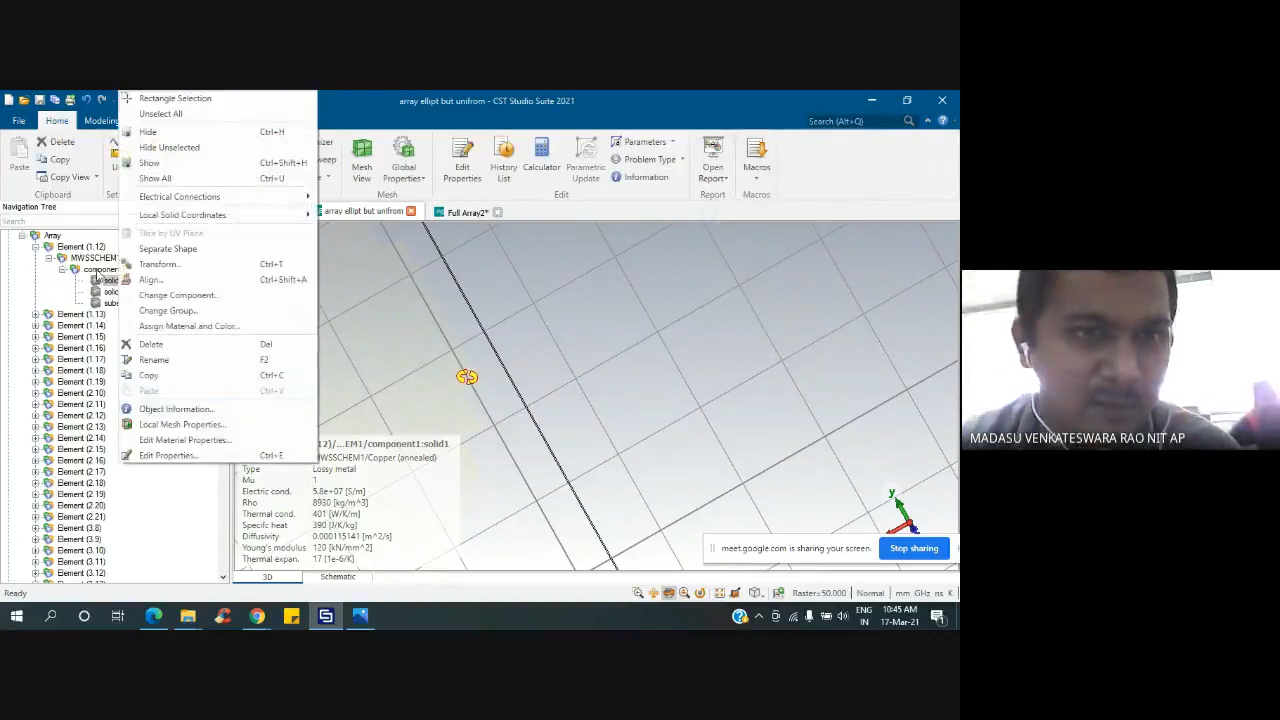 array ellipt but unifrom - CST Studio Suite 2021
File
Home
Modeling
Search (Alt+Q)
Paste
Delete
Copy
Copy View
Clipboard
Mesh View
Global Properties
Mesh
Edit Properties
History List
Calculator
Parametric Update
Parameters
Problem Type
Information
Edit
Open Report
Report
Macros
Macros
Navigation Tree
Search
Array
Element (1.12)
MWSSCHEM
component
Element (1.13)
Element (1.14)
Element (1.15)
Element (1.16)
Element (1.17)
Element (1.18)
Element (1.19)
Element (2.10)
Element (2.11)
Element (2.12)
Element (2.13)
Element (2.14)
Element (2.15)
Element (2.16)
Element (2.17)
Element (2.18)
Element (2.19)
Element (2.20)
Element (2.21)
Element (3.8)
Element (3.9)
Element (3.10)
Element (3.11)
Element (3.12)
Rectangle Selection
Unselect All
Hide Ctrl+H
Hide Unselected
Show Ctrl+Shift+H
Show All Ctrl+U
Electrical Connections
Local Solid Coordinates
Slice by UV Plane
Separate Shape
Transform... Ctrl+T
Align... Ctrl+Shift+A
Change Component...
Change Group...
Assign Material and Color...
Delete Del
Rename F2
Copy Ctrl+C
Paste Ctrl+V
Object Information...
Local Mesh Properties...
Edit Material Properties...
Edit Properties... Ctrl+E
array ellipt but unifrom
Full Array2*
12)/...EM1/component1:solid1
MWSSCHEM1/Copper (annealed)
Type Lossy metal
Mu 1
Electric cond. 5.8e+07 [S/m]
Rho 8930 [kg/m^3]
Thermal cond. 401 [W/K/m]
Specifc heat 390 [J/K/kg]
Diffusivity 0.000115141 [m^2/s]
Young's modulus 120 [kN/mm^2]
Thermal expan. 17 [1e-6/K]
y
meet.google.com is sharing your screen.
Stop sharing
3D
Schematic
Ready
Raster=50.000 Normal mm GHz ns K
ENG
IN
10:45 AM
17-Mar-21
MADASU VENKATESWARA RAO NIT AP